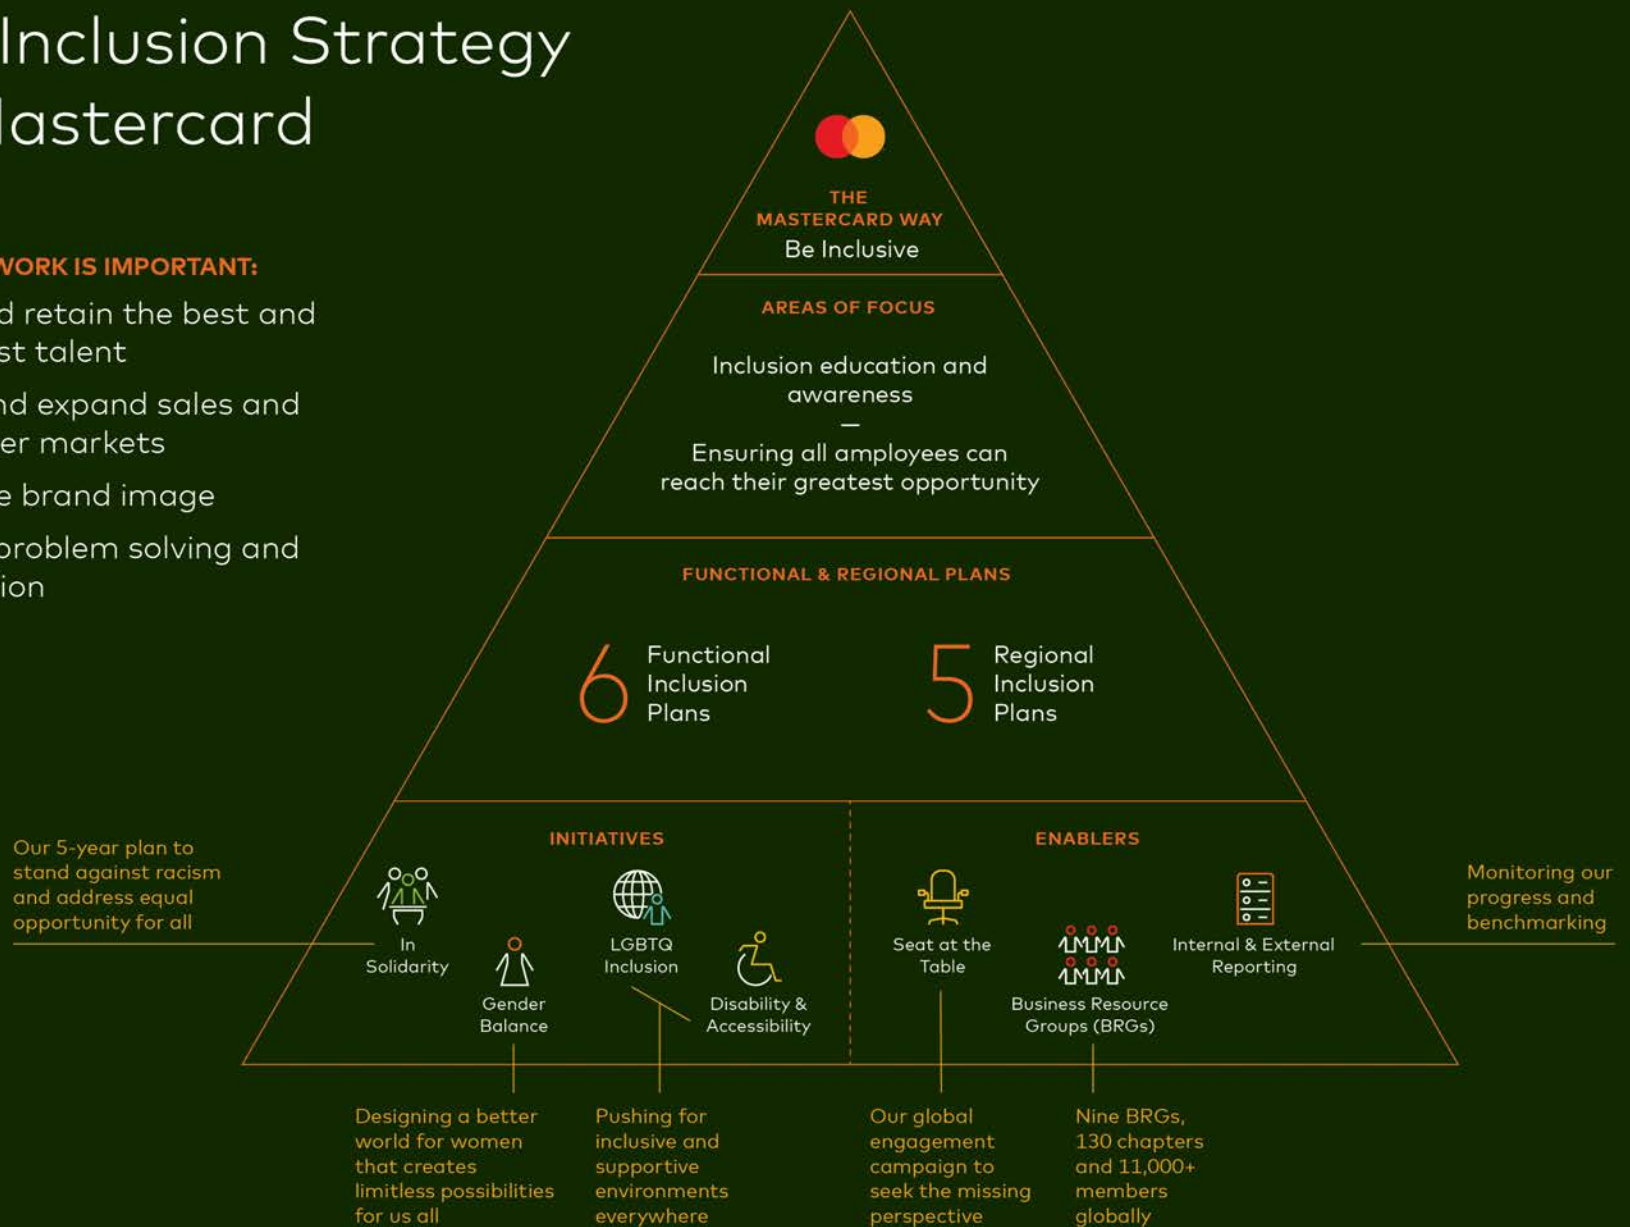 Inclusion Strategy
lastercard
WORK IS IMPORTANT:
d retain the best and
st talent
nd expand sales and
er markets
e brand image
problem solving and
ion
THE
MASTERCARD WAY
Be Inclusive
AREAS OF FOCUS
Inclusion education and
awareness
—
Ensuring all amployees can
reach their greatest opportunity
FUNCTIONAL & REGIONAL PLANS
6 Functional
Inclusion
Plans
5 Regional
Inclusion
Plans
INITIATIVES
In
Solidarity
Gender
Balance
LGBTQ
Inclusion
Disability &
Accessibility
ENABLERS
Seat at the
Table
Business Resource
Groups (BRGs)
Internal & External
Reporting
Our 5-year plan to
stand against racism
and address equal
opportunity for all
Monitoring our
progress and
benchmarking
Designing a better
world for women
that creates
limitless possibilities
for us all
Pushing for
inclusive and
supportive
environments
everywhere
Our global
engagement
campaign to
seek the missing
perspective
Nine BRGs,
130 chapters
and 11,000+
members
globally